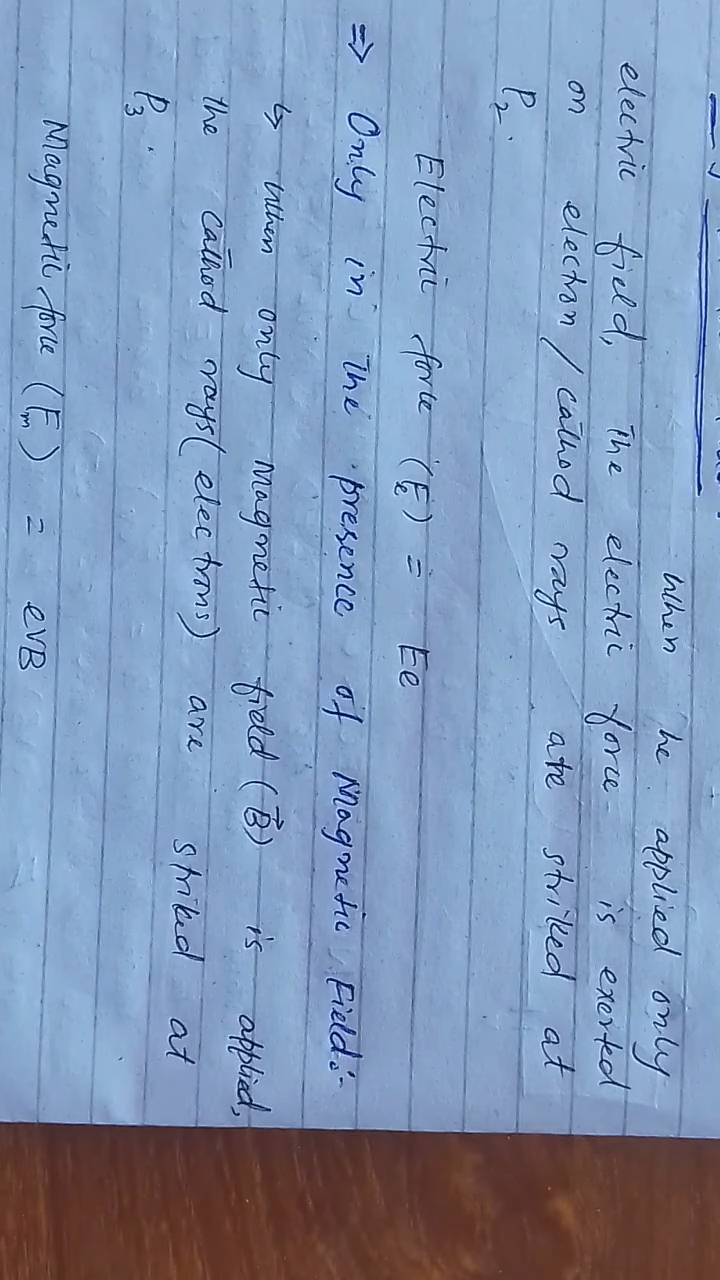 When he applied only
electric field, the electric force is exerted
on electron / cathod rays are striked at
P₂.
Electric force (Fₑ) = Ee
⇒ Only in the presence of Magnetic Field:-
↳ When only Magnetic field (B⃗) is applied,
the cathod rays (electrons) are striked at
P₃.
Magnetic force (Fₘ) = evB